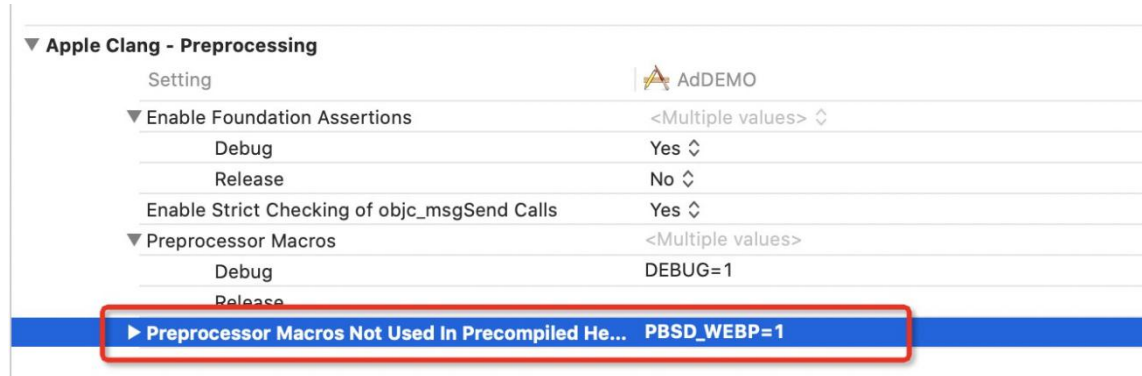 Apple Clang - Preprocessing
Setting AdDEMO
Enable Foundation Assertions <Multiple values>
Debug Yes
Release No
Enable Strict Checking of objc_msgSend Calls Yes
Preprocessor Macros <Multiple values>
Debug DEBUG=1
Release
Preprocessor Macros Not Used In Precompiled He... PBSD_WEBP=1